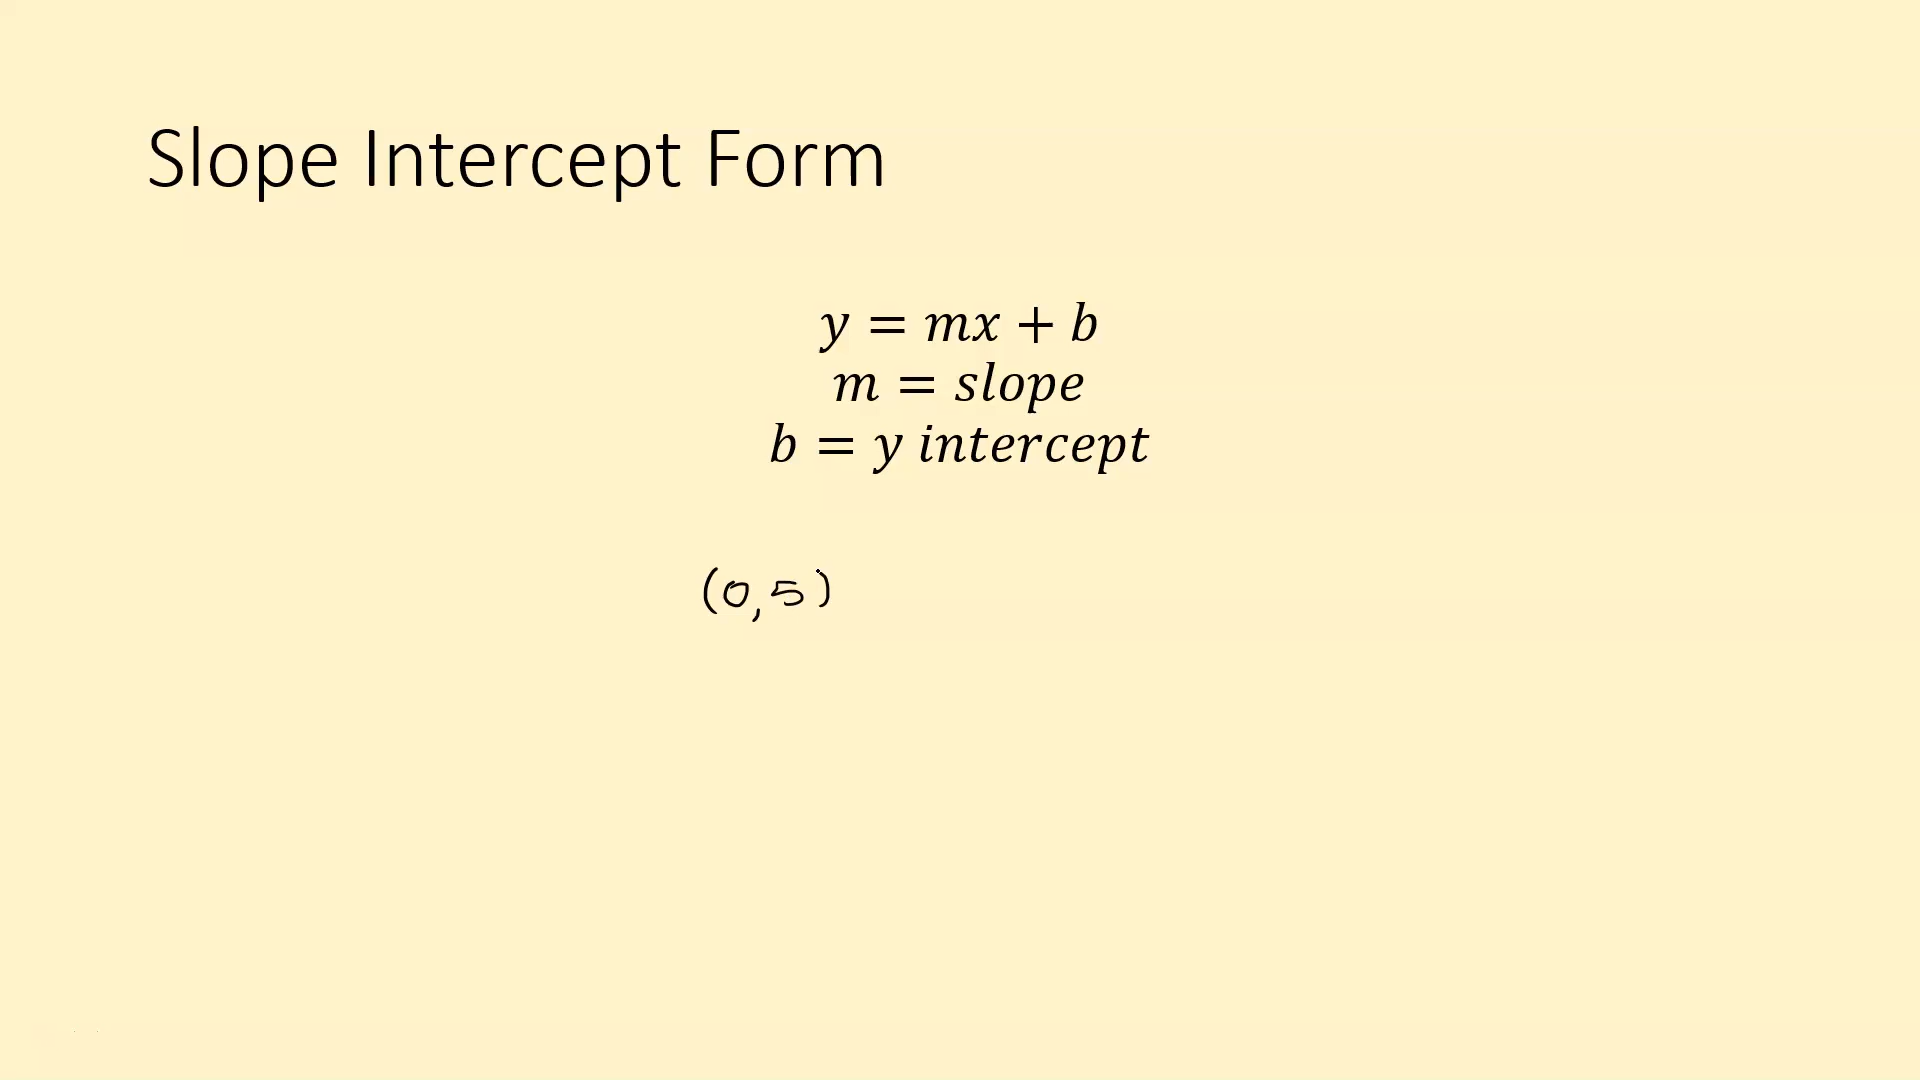 Slope Intercept Form
y = mx + b
m = slope
b = y intercept
(0,5)